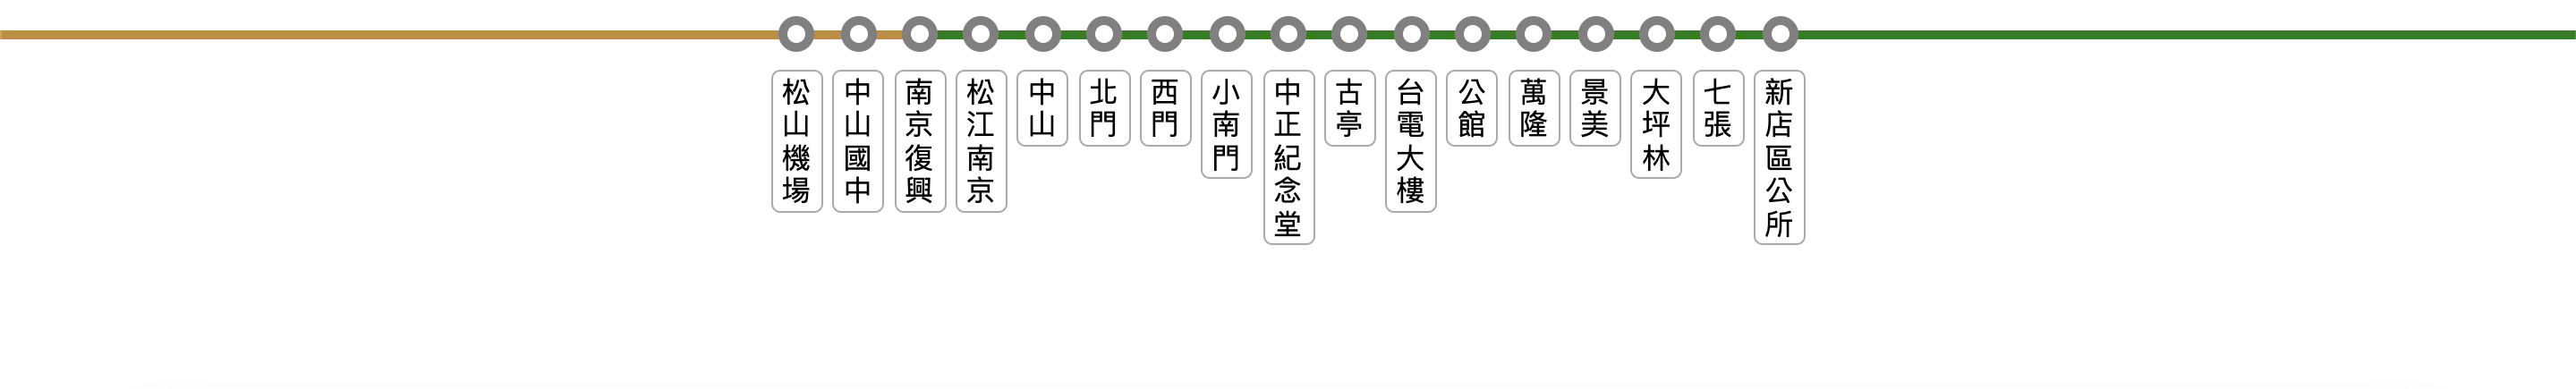 松山機場
中山國中
南京復興
松江南京
中山
北門
西門
小南門
中正紀念堂
古亭
台電大樓
公館
萬隆
景美
大坪林
七張
新店區公所